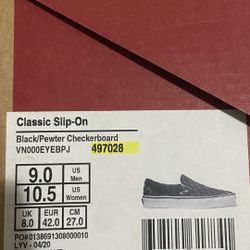 Classic Slip-On
Black/Pewter Checkerboard
VN000EYEBPJ 497028
9.0 US Men
10.5 US Women
UK 8.0 EUR 42.0 CM 27.0
PO#0138691308000010
LYV - 04/20